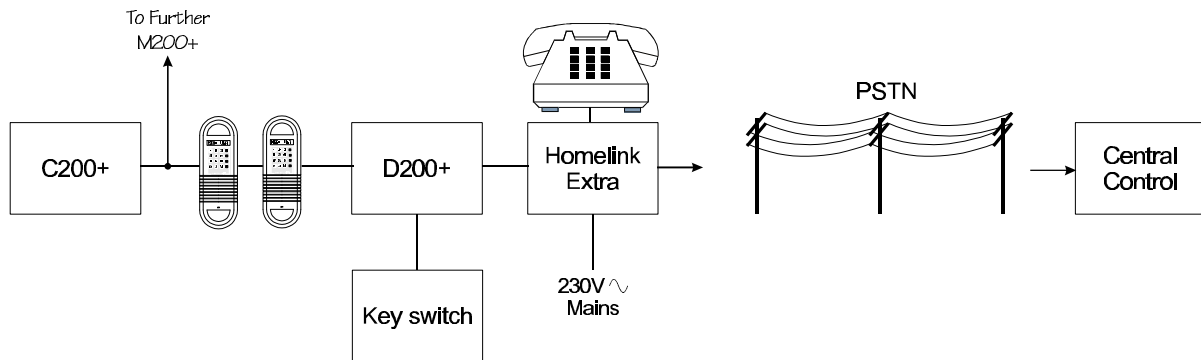 To Further
M200+
PSTN
C200+
D200+
Homelink
Extra
Central
Control
Key switch
230V
Mains